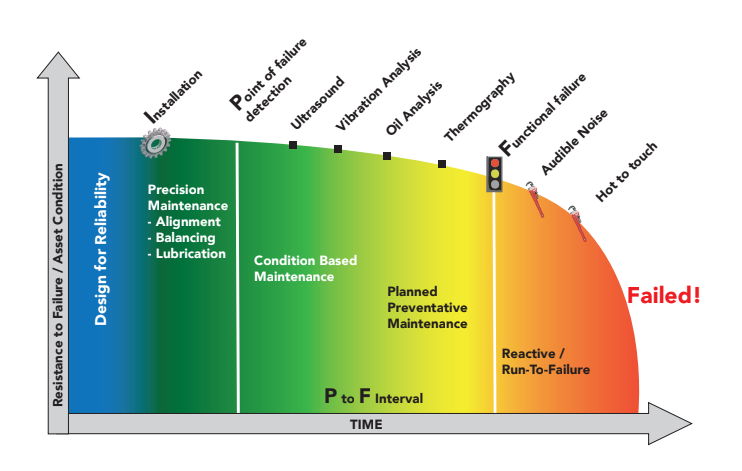 Installation
Point of failure
detection
Ultrasound
Vibration Analysis
Oil Analysis
Thermography
Functional failure
Audible Noise
Hot to touch
Resistance to Failure / Asset Condition
Design for Reliability
Precision
Maintenance
- Alignment
- Balancing
- Lubrication
Condition Based
Maintenance
Planned
Preventative
Maintenance
Failed!
Reactive /
Run-To-Failure
P to F Interval
TIME